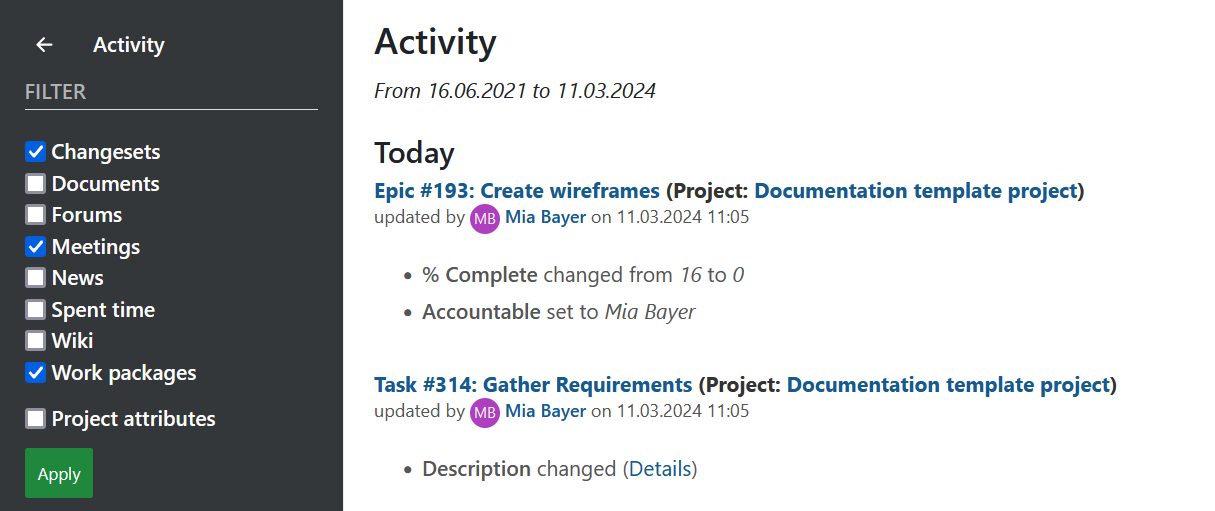 Activity
FILTER
Changesets
Documents
Forums
Meetings
News
Spent time
Wiki
Work packages
Project attributes
Apply
Activity
From 16.06.2021 to 11.03.2024
Today
Epic #193: Create wireframes (Project: Documentation template project)
updated by MB Mia Bayer on 11.03.2024 11:05
• % Complete changed from 16 to 0
• Accountable set to Mia Bayer
Task #314: Gather Requirements (Project: Documentation template project)
updated by MB Mia Bayer on 11.03.2024 11:05
• Description changed (Details)